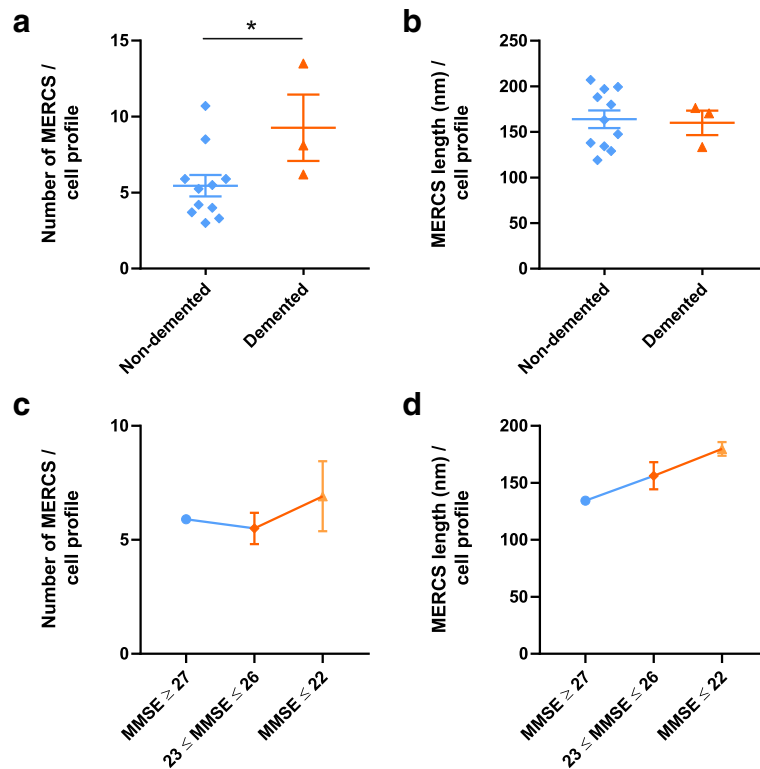 a
Number of MERCS /
cell profile
15
10
5
0
*
Non-demented
Demented
b
MERCS length (nm) /
cell profile
250
200
150
100
50
0
Non-demented
Demented
c
Number of MERCS /
cell profile
10
5
0
MMSE ≥ 27
23 ≤ MMSE ≤ 26
MMSE ≤ 22
d
MERCS length (nm) /
cell profile
200
150
100
50
0
MMSE ≥ 27
23 ≤ MMSE ≤ 26
MMSE ≤ 22